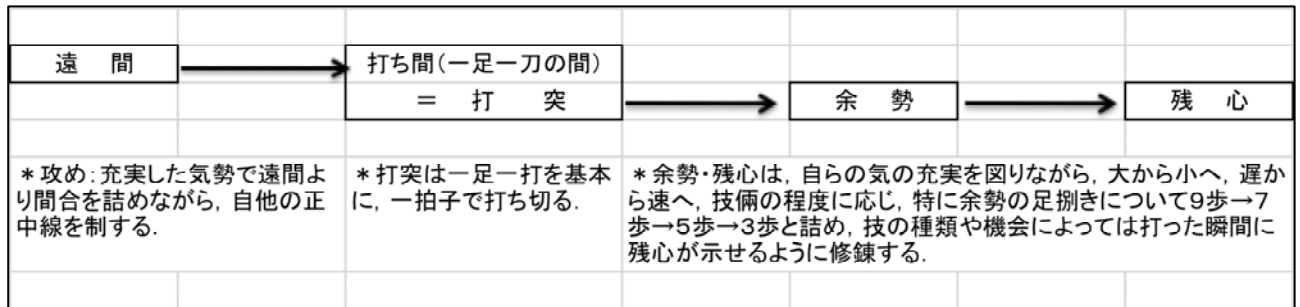 遠　間
打ち間(一足一刀の間)
＝　打　突
余　勢
残　心
＊攻め：充実した気勢で遠間よ
り間合を詰めながら，自他の正
中線を制する．
＊打突は一足一打を基本
に，一拍子で打ち切る．
＊余勢・残心は，自らの気の充実を図りながら，大から小へ，遅か
ら速へ，技倆の程度に応じ，特に余勢の足捌きについて９歩→７
歩→５歩→３歩と詰め，技の種類や機会によっては打った瞬間に
残心が示せるように修錬する．